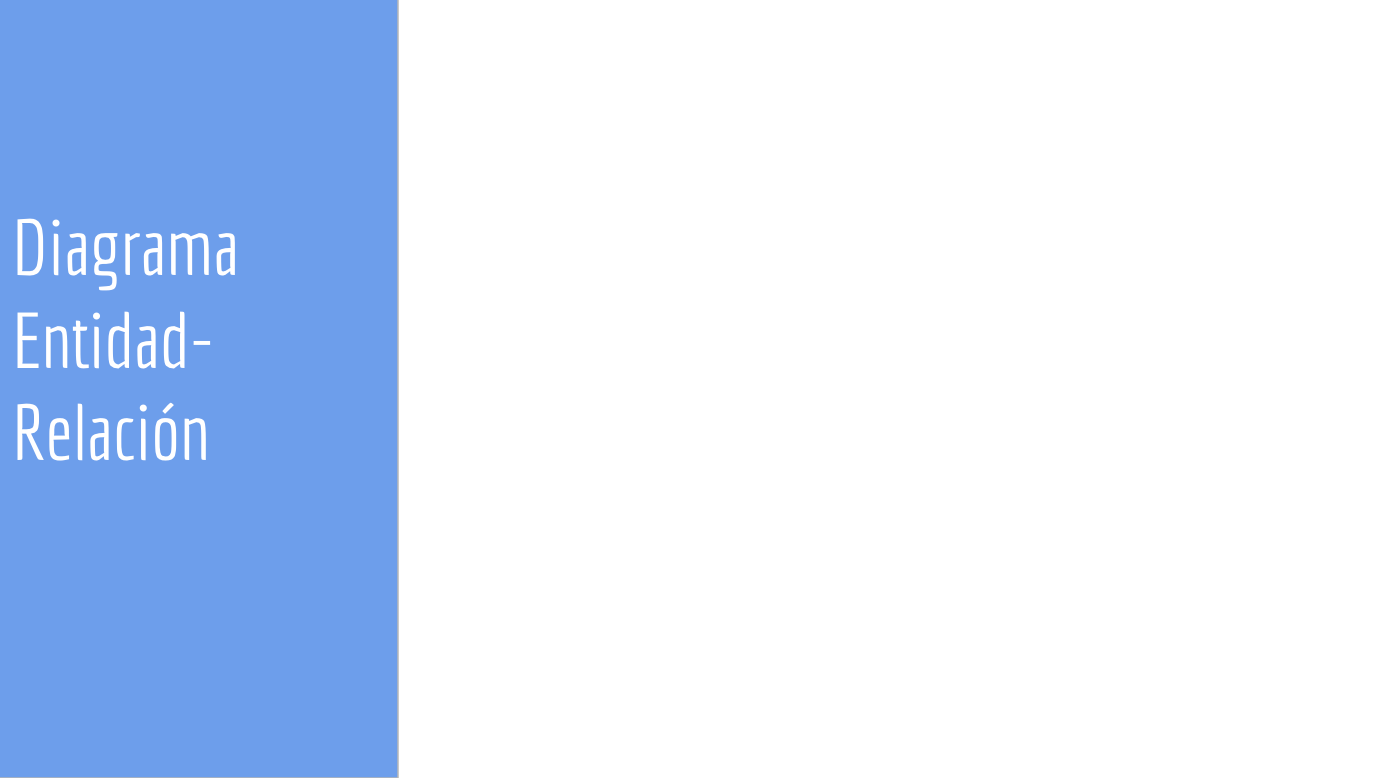 Diagrama
Entidad-
Relación